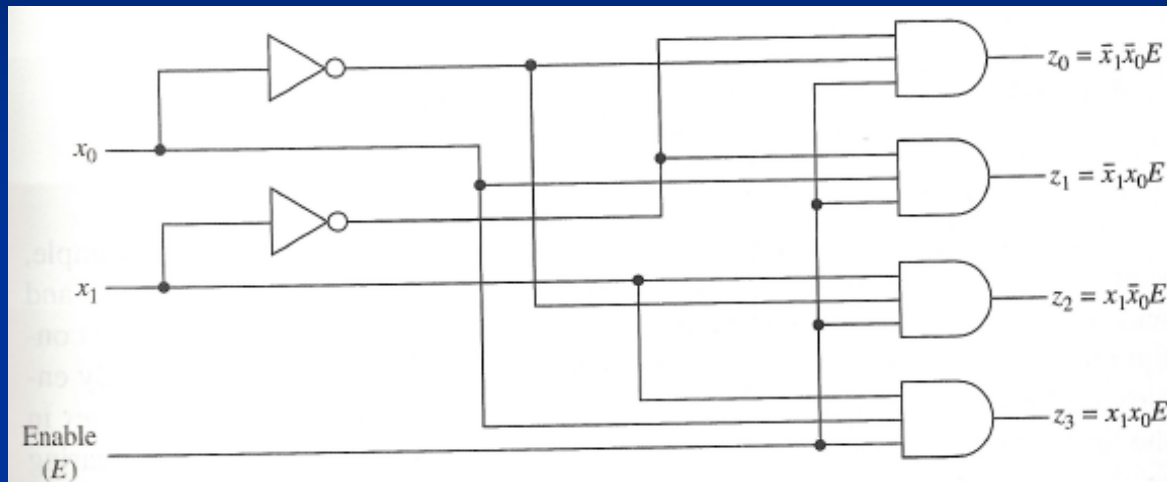 x₀
x₁
Enable
(E)
z₀ = x̄₁x̄₀E
z₁ = x̄₁x₀E
z₂ = x₁x̄₀E
z₃ = x₁x₀E